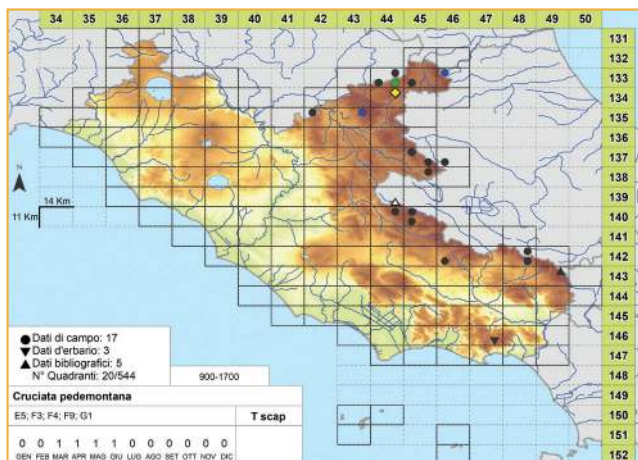 34 35 36 37 38 39 40 41 42 43 44 45 46 47 48 49 50
131
132
133
134
135
136
137
138
139
140
141
142
143
144
145
146
147
148
149
150
151
152
N
14 Km
11 Km
Dati di campo: 17
Dati d'erbario: 3
Dati bibliografici: 5
N° Quadranti: 20/544
900-1700
Cruciata pedemontana
E5; F3; F4; F9; G1
T scap
0 0 1 1 1 1 0 0 0 0 0 0
GEN FEB MAR APR MAG GIU LUG AGO SET OTT NOV DIC